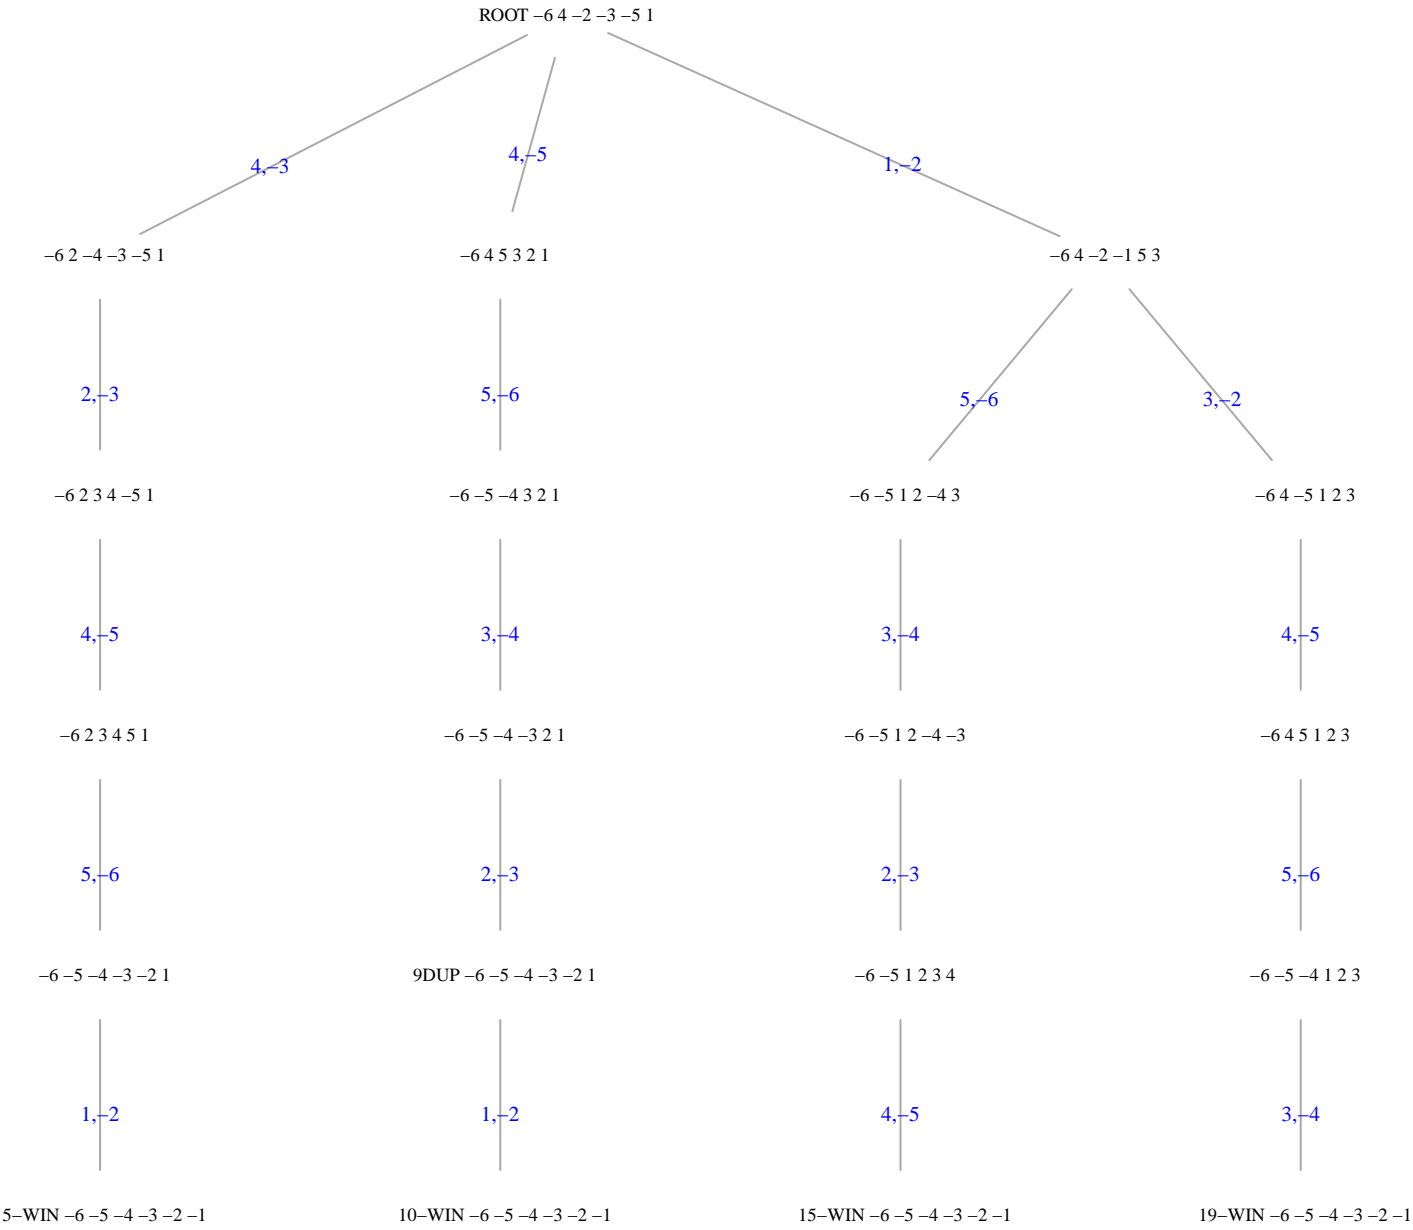 ROOT –6 4 –2 –3 –5 1
4,–3
4,–5
1,–2
–6 2 –4 –3 –5 1
–6 4 5 3 2 1
–6 4 –2 –1 5 3
2,–3
5,–6
5,–6
3,–2
–6 2 3 4 –5 1
–6 –5 –4 3 2 1
–6 –5 1 2 –4 3
–6 4 –5 1 2 3
4,–5
3,–4
3,–4
4,–5
–6 2 3 4 5 1
–6 –5 –4 –3 2 1
–6 –5 1 2 –4 –3
–6 4 5 1 2 3
5,–6
2,–3
2,–3
5,–6
–6 –5 –4 –3 –2 1
9DUP –6 –5 –4 –3 –2 1
–6 –5 1 2 3 4
–6 –5 –4 1 2 3
1,–2
1,–2
4,–5
3,–4
5–WIN –6 –5 –4 –3 –2 –1
10–WIN –6 –5 –4 –3 –2 –1
15–WIN –6 –5 –4 –3 –2 –1
19–WIN –6 –5 –4 –3 –2 –1